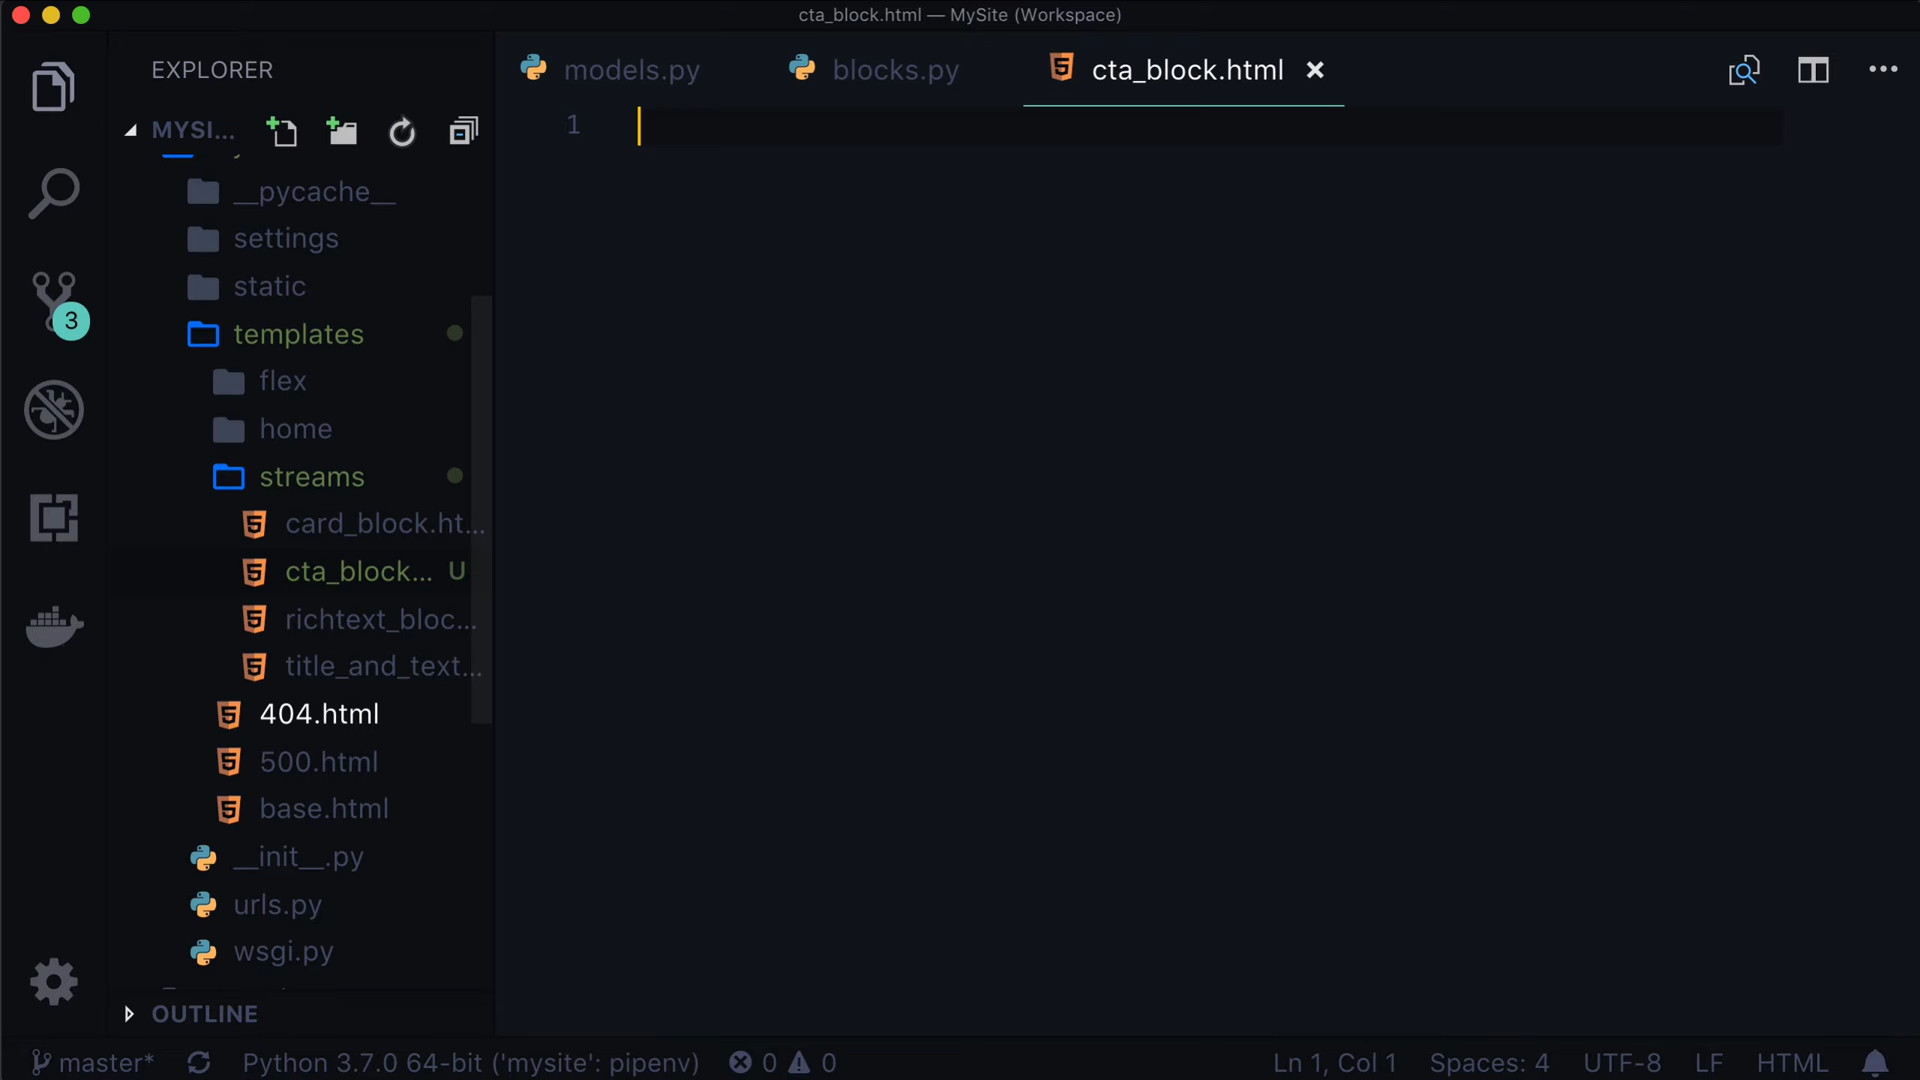 cta_block.html — MySite (Workspace)
EXPLORER
MYSI...
__pycache__
settings
static
templates
flex
home
streams
card_block.ht...
cta_block... U
richtext_bloc...
title_and_text...
404.html
500.html
base.html
__init__.py
urls.py
wsgi.py
OUTLINE
3
models.py
blocks.py
cta_block.html
1
master*
Python 3.7.0 64-bit ('mysite': pipenv)
0
0
Ln 1, Col 1
Spaces: 4
UTF-8
LF
HTML